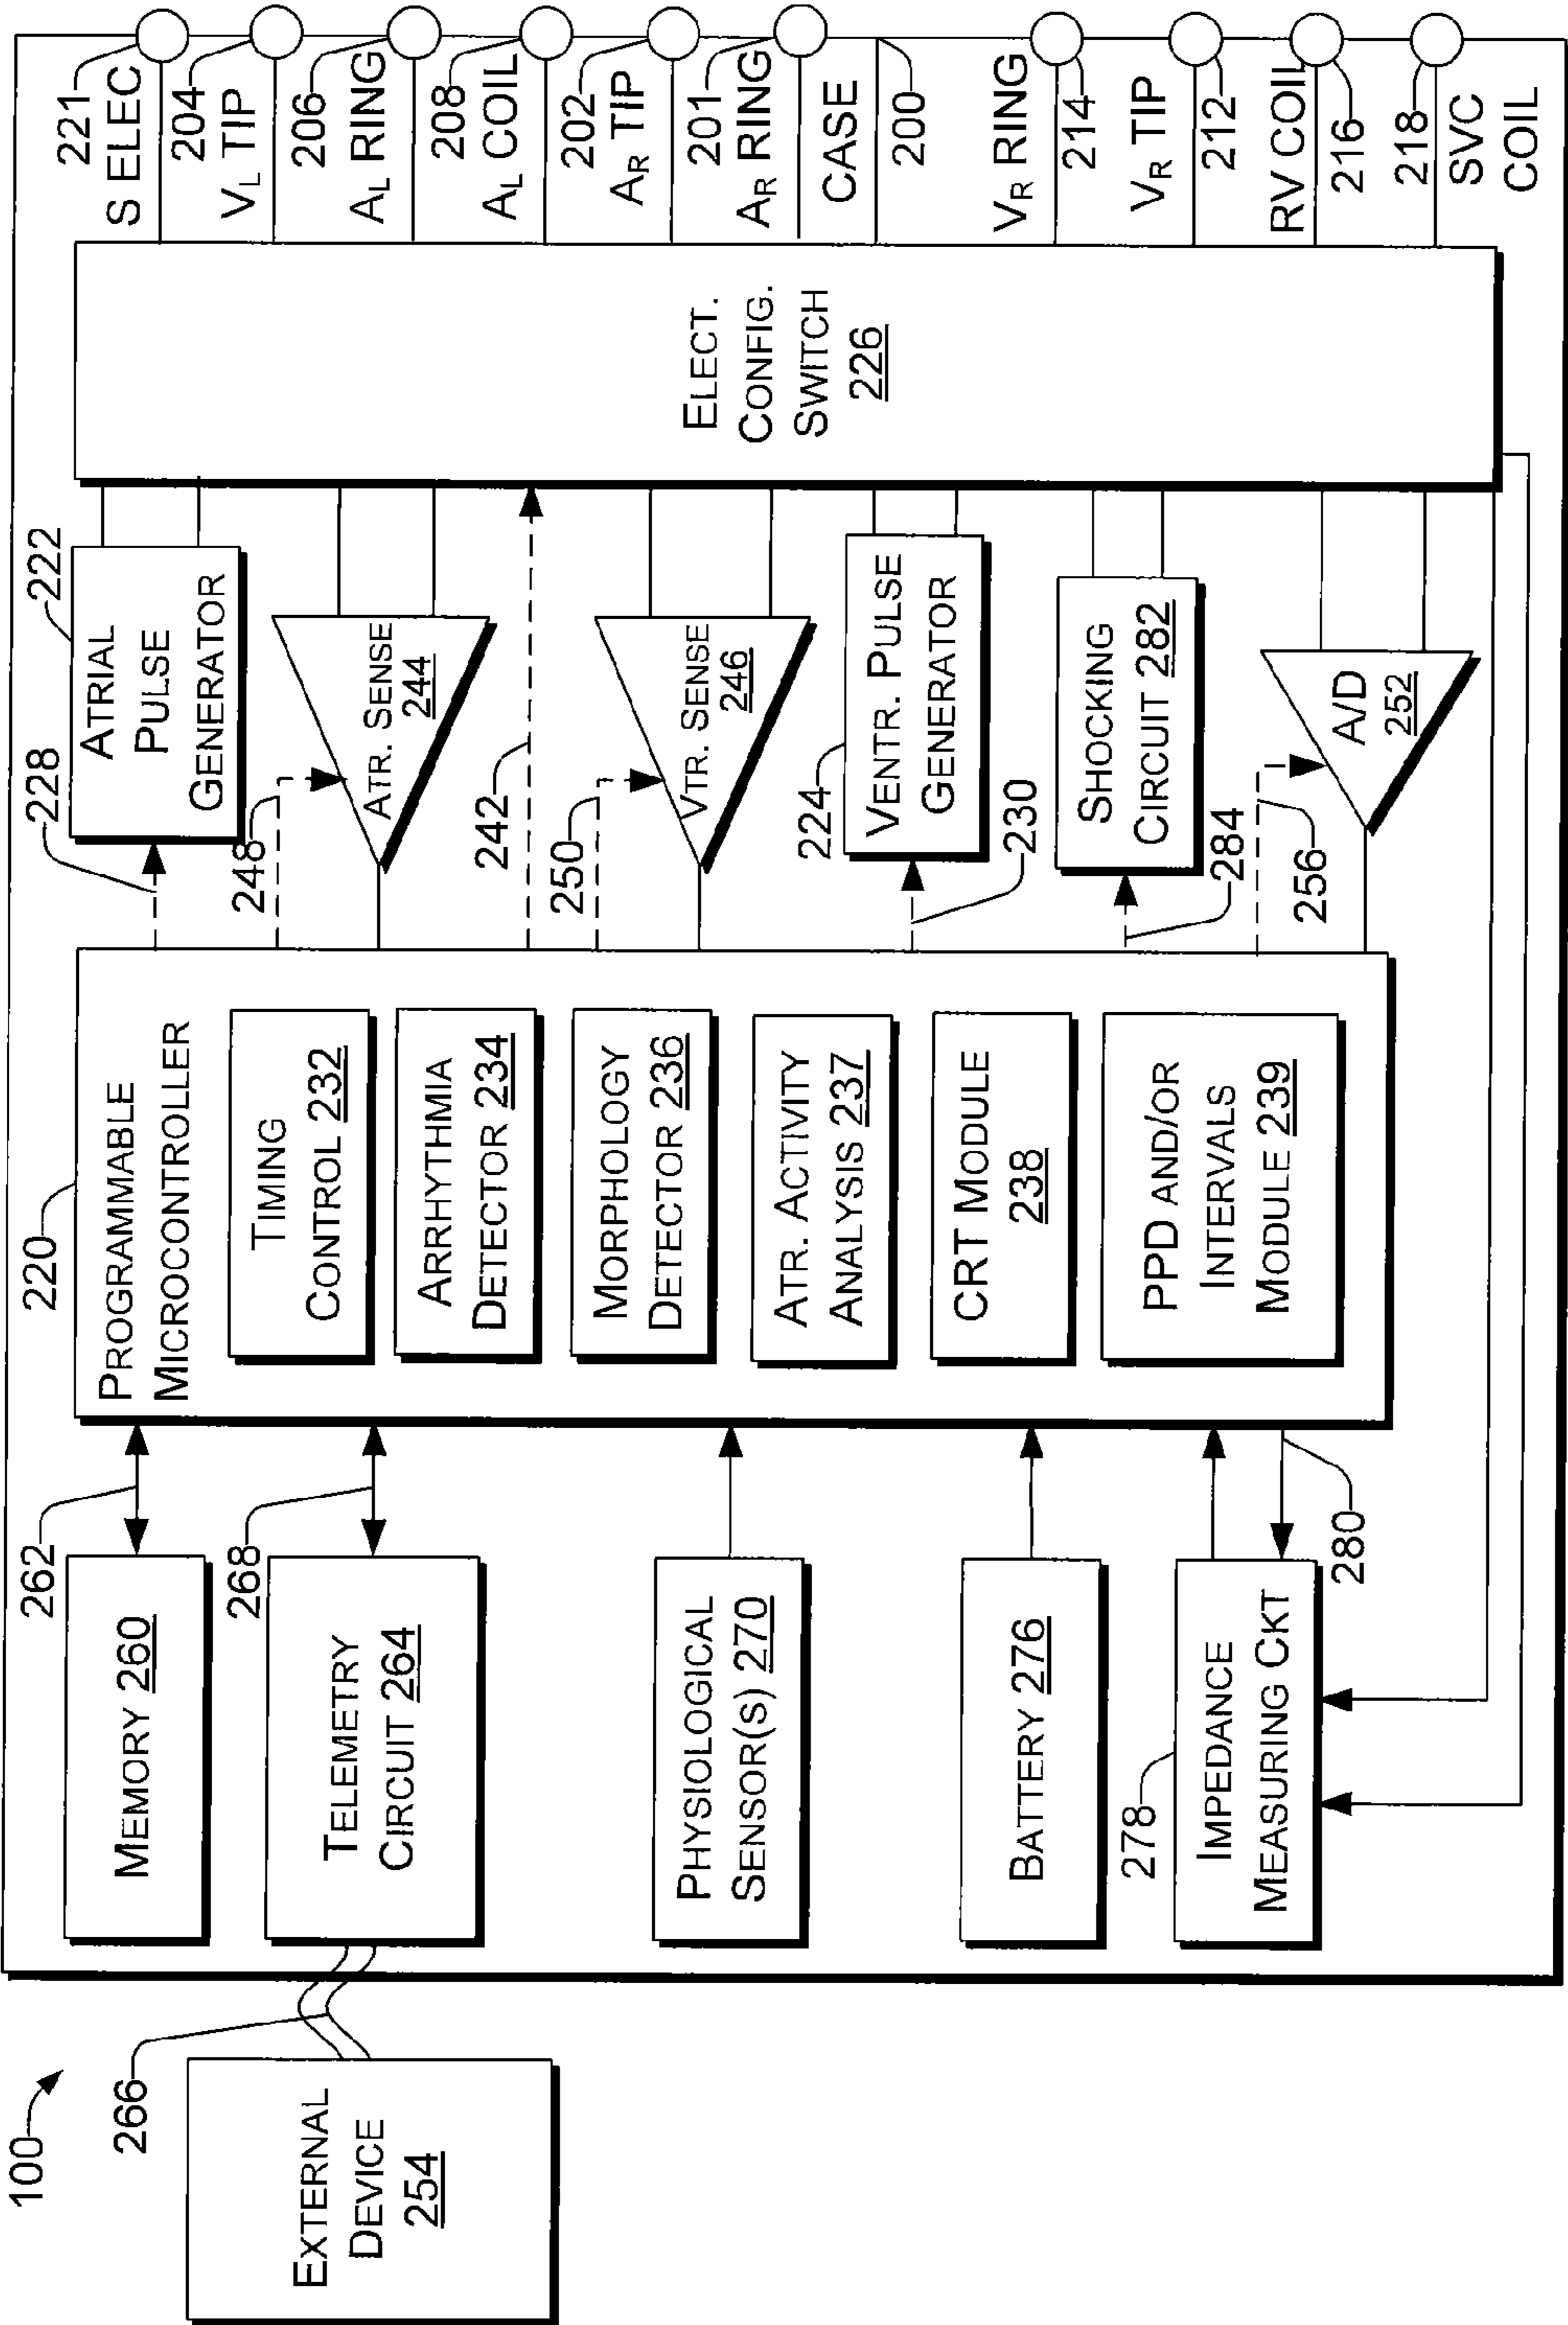 100
EXTERNAL
DEVICE
254
266
262
MEMORY 260
268
TELEMETRY
CIRCUIT 264
PHYSIOLOGICAL
SENSOR(S) 270
BATTERY 276
278
IMPEDANCE
MEASURING CKT
280
220
PROGRAMMABLE
MICROCONTROLLER
TIMING
CONTROL 232
ARRHYTHMIA
DETECTOR 234
MORPHOLOGY
DETECTOR 236
ATR. ACTIVITY
ANALYSIS 237
CRT MODULE
238
PPD AND/OR
INTERVALS
MODULE 239
222
228
ATRIAL
PULSE
GENERATOR
248
ATR. SENSE
244
242
250
VTR. SENSE
246
224
VENTR. PULSE
GENERATOR
230
SHOCKING
CIRCUIT 282
284
256
A/D
252
ELECT.
CONFIG.
SWITCH
226
221
S ELEC
204
VL TIP
206
AL RING
208
AL COIL
202
AR TIP
201
AR RING
CASE
200
VR RING
214
VR TIP
212
RV COIL
216
218
SVC
COIL